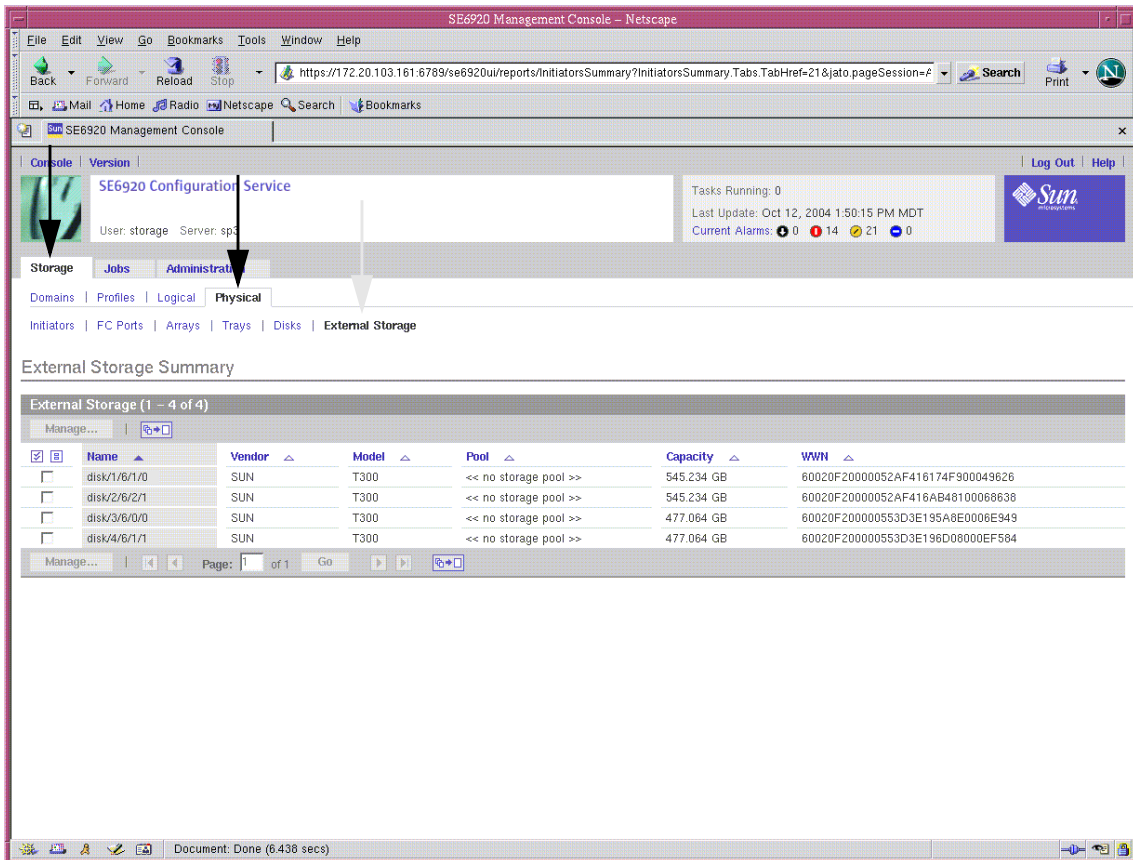 SE6920 Management Console – Netscape
File Edit View Go Bookmarks Tools Window Help
Back Forward Reload Stop https://172.20.103.161:6789/se6920ui/reports/InitiatorsSummary?InitiatorsSummary.Tabs.TabHref=21&jato.pageSession=A Search Print N
Mail Home Radio Netscape Search Bookmarks
Sun SE6920 Management Console
Console Version Log Out Help
SE6920 Configuration Service
User: storage Server: sp3
Tasks Running: 0
Last Update: Oct 12, 2004 1:50:15 PM MDT
Current Alarms: 0 14 21 0
Sun
microsystems
Storage Jobs Administration
Domains | Profiles | Logical Physical
Initiators | FC Ports | Arrays | Trays | Disks | External Storage
External Storage Summary
External Storage (1 – 4 of 4)
Manage...
Name Vendor Model Pool Capacity WWN
disk/1/6/1/0 SUN T300 << no storage pool >> 545.234 GB 60020F20000052AF416174F900049626
disk/2/6/2/1 SUN T300 << no storage pool >> 545.234 GB 60020F20000052AF416AB48100068638
disk/3/6/0/0 SUN T300 << no storage pool >> 477.064 GB 60020F200000553D3E195A8E0006E949
disk/4/6/1/1 SUN T300 << no storage pool >> 477.064 GB 60020F200000553D3E196D08000EF584
Manage... Page: 1 of 1 Go
Document: Done (6.438 secs)